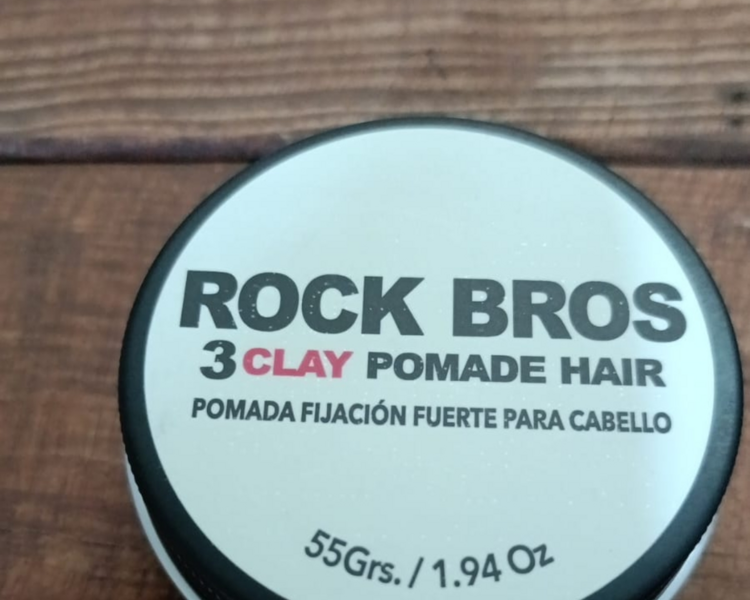 ROCK BROS
3 CLAY POMADE HAIR
POMADA FIJACIÓN FUERTE PARA CABELLO
55Grs. / 1.94 Oz